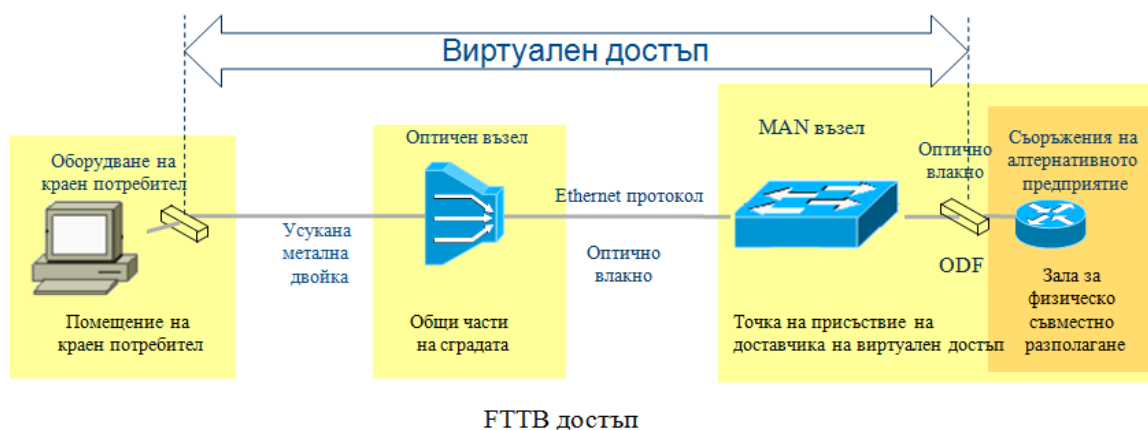 Виртуален достъп
Оборудване на
краен потребител
Усукана
метална
двойка
Помещение на
краен потребител
Оптичен възел
Общи части
на сградата
Ethernet протокол
Оптично
влакно
MAN възел
Оптично
влакно
ODF
Точка на присъствие на
доставчика на виртуален достъп
Съоръжения на
алтернативното
предприятие
Зала за
физическо
съвместно
разполагане
FTTB достъп